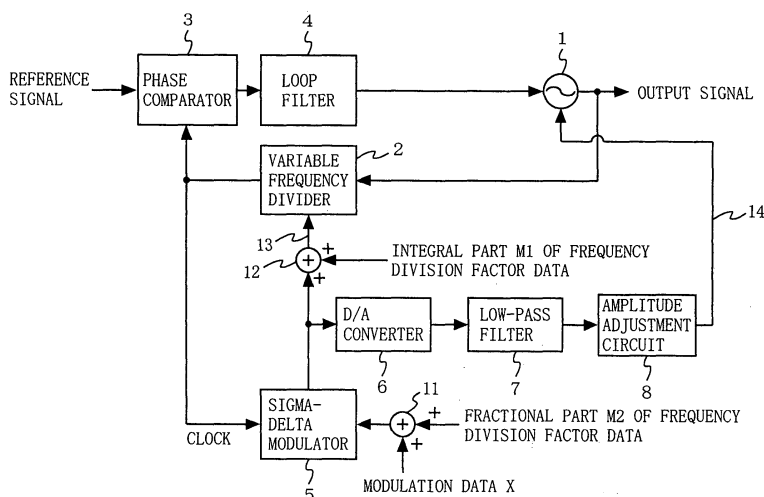 3
4
1
REFERENCE
SIGNAL
PHASE
COMPARATOR
LOOP
FILTER
OUTPUT SIGNAL
2
VARIABLE
FREQUENCY
DIVIDER
14
13
12
+
+
+
INTEGRAL PART M1 OF FREQUENCY
DIVISION FACTOR DATA
D/A
CONVERTER
LOW-PASS
FILTER
AMPLITUDE
ADJUSTMENT
CIRCUIT
6
7
8
11
SIGMA-
DELTA
MODULATOR
+
+
+
FRACTIONAL PART M2 OF FREQUENCY
DIVISION FACTOR DATA
CLOCK
5
MODULATION DATA X